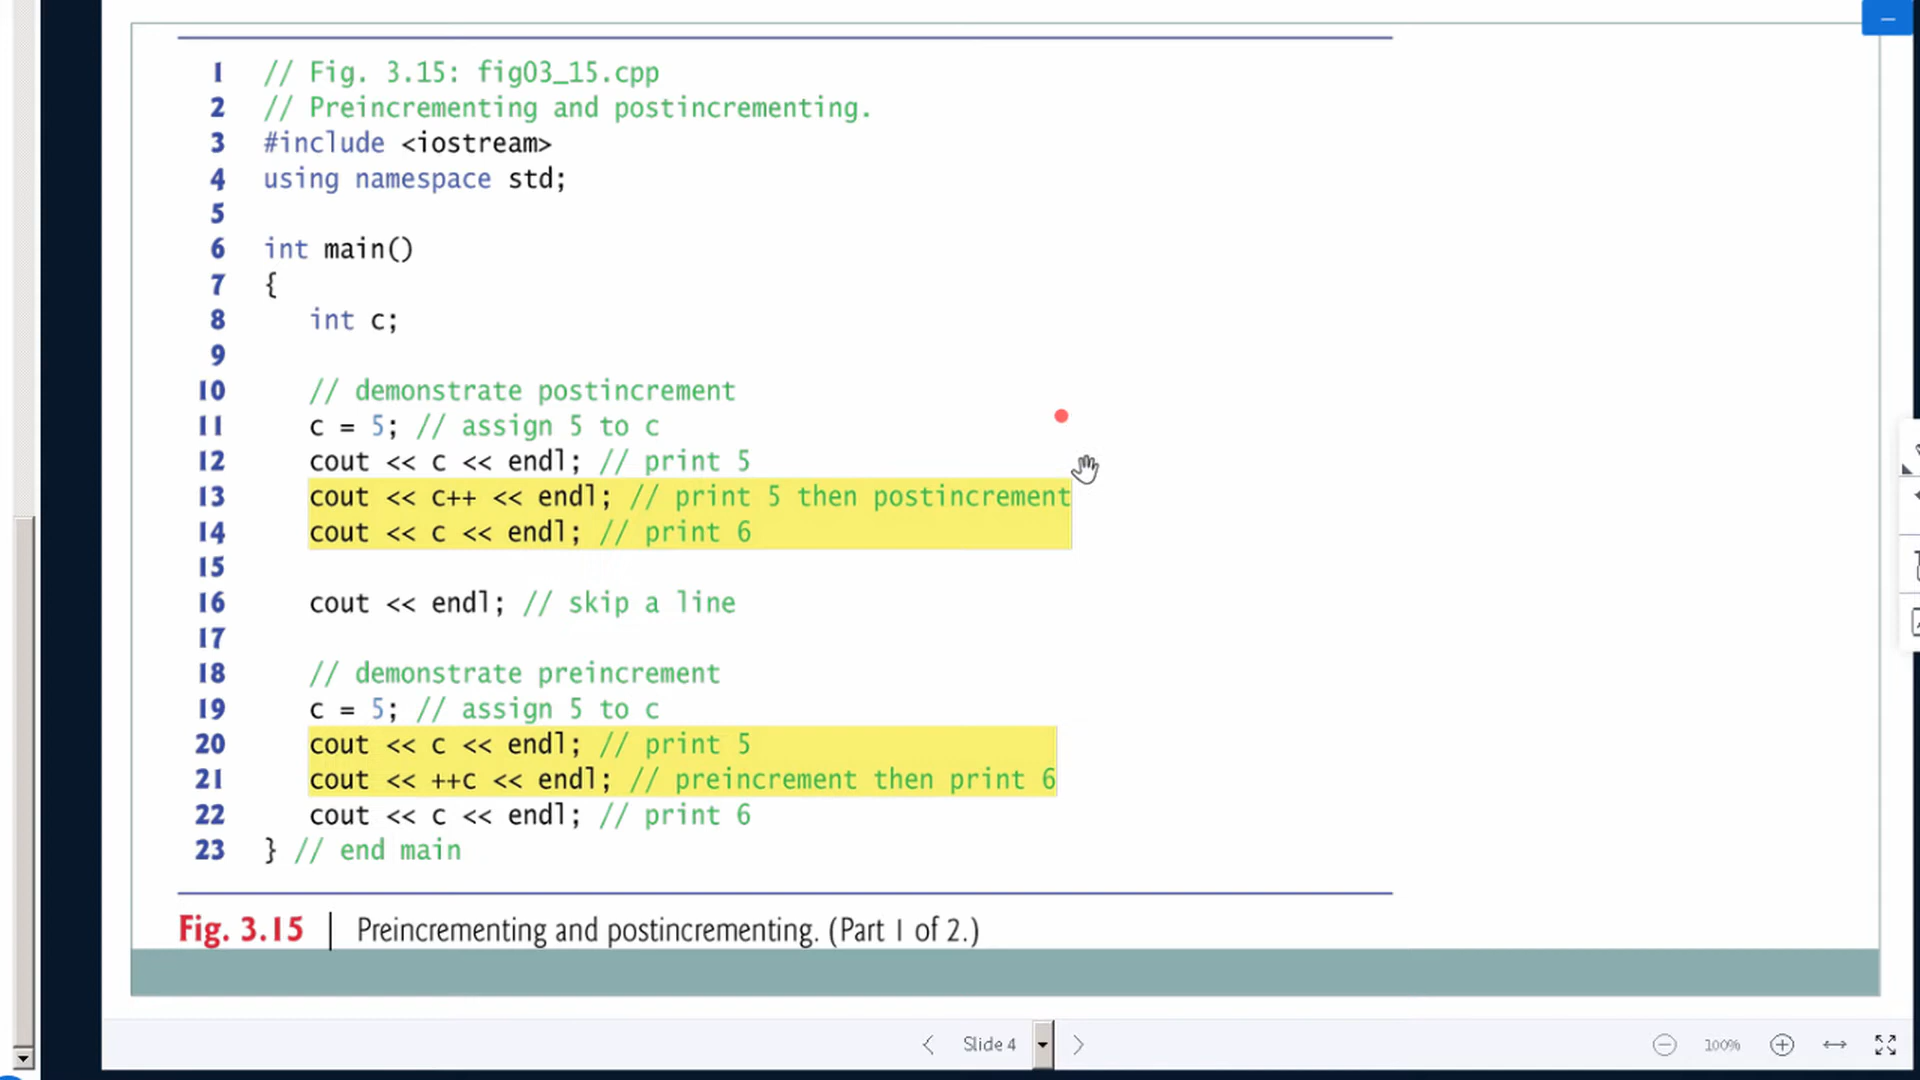 1 // Fig. 3.15: fig03_15.cpp
2 // Preincrementing and postincrementing.
3 #include <iostream>
4 using namespace std;
5
6 int main()
7 {
8 int c;
9
10 // demonstrate postincrement
11 c = 5; // assign 5 to c
12 cout << c << endl; // print 5
13 cout << c++ << endl; // print 5 then postincrement
14 cout << c << endl; // print 6
15
16 cout << endl; // skip a line
17
18 // demonstrate preincrement
19 c = 5; // assign 5 to c
20 cout << c << endl; // print 5
21 cout << ++c << endl; // preincrement then print 6
22 cout << c << endl; // print 6
23 } // end main
Fig. 3.15 | Preincrementing and postincrementing. (Part 1 of 2.)
Slide 4
100%